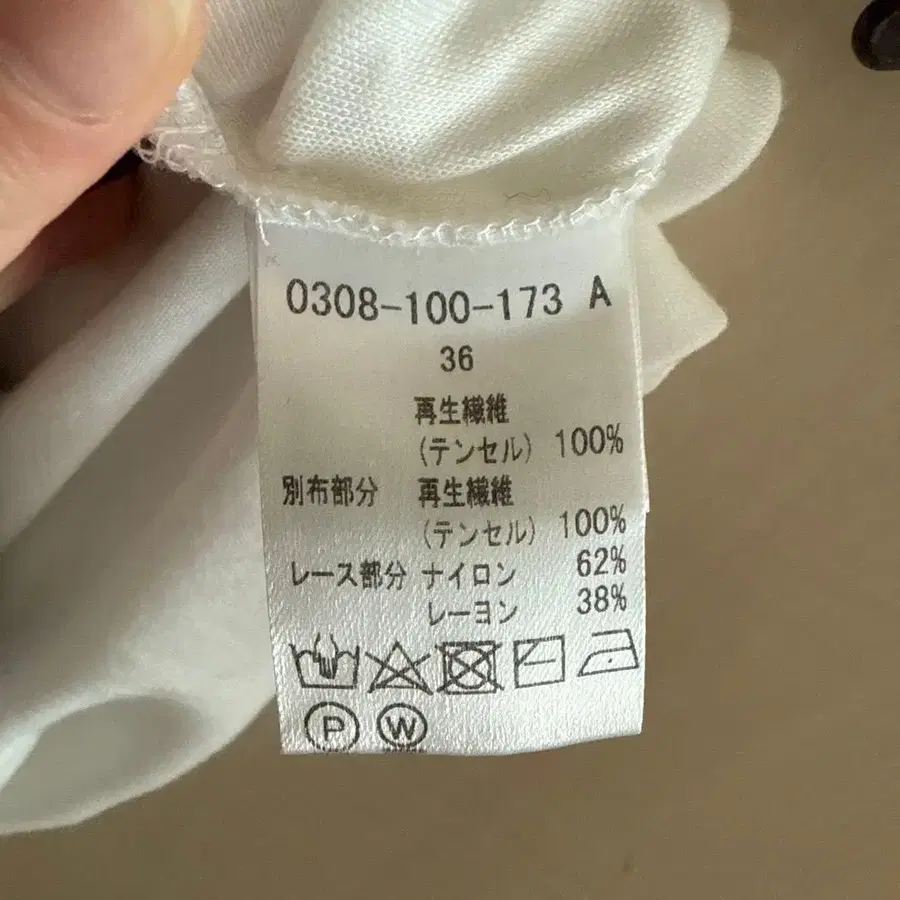 0308-100-173 A
36
再生繊維
(テンセル) 100%
別布部分 再生繊維
(テンセル) 100%
レース部分 ナイロン 62%
レーヨン 38%
P W